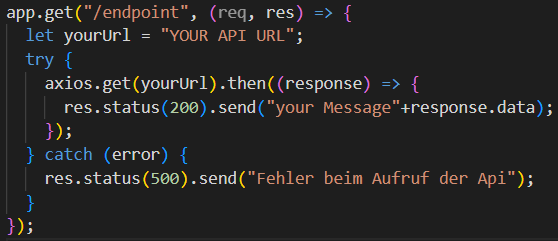 app.get("/endpoint", (req, res) => {
  let yourUrl = "YOUR API URL";
  try {
    axios.get(yourUrl).then((response) => {
      res.status(200).send("your Message"+response.data);
    });
  } catch (error) {
    res.status(500).send("Fehler beim Aufruf der Api");
  }
});